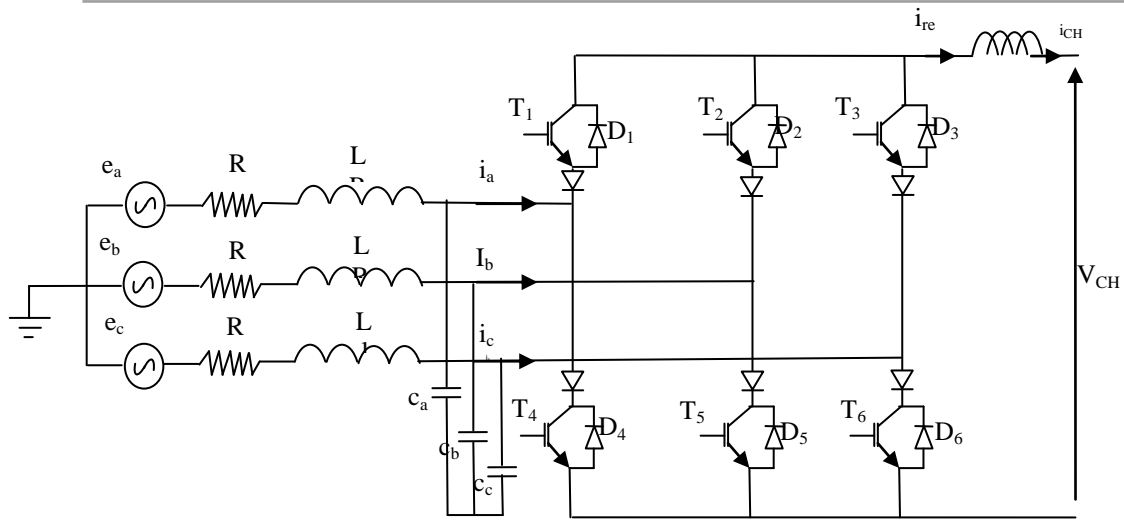 i_re
i_CH
T_1
D_1
T_2
D_2
T_3
D_3
e_a
R
L
i_a
e_b
R
L
I_b
V_CH
e_c
R
L
i_c
c_a
c_b
c_c
T_4
D_4
T_5
D_5
T_6
D_6